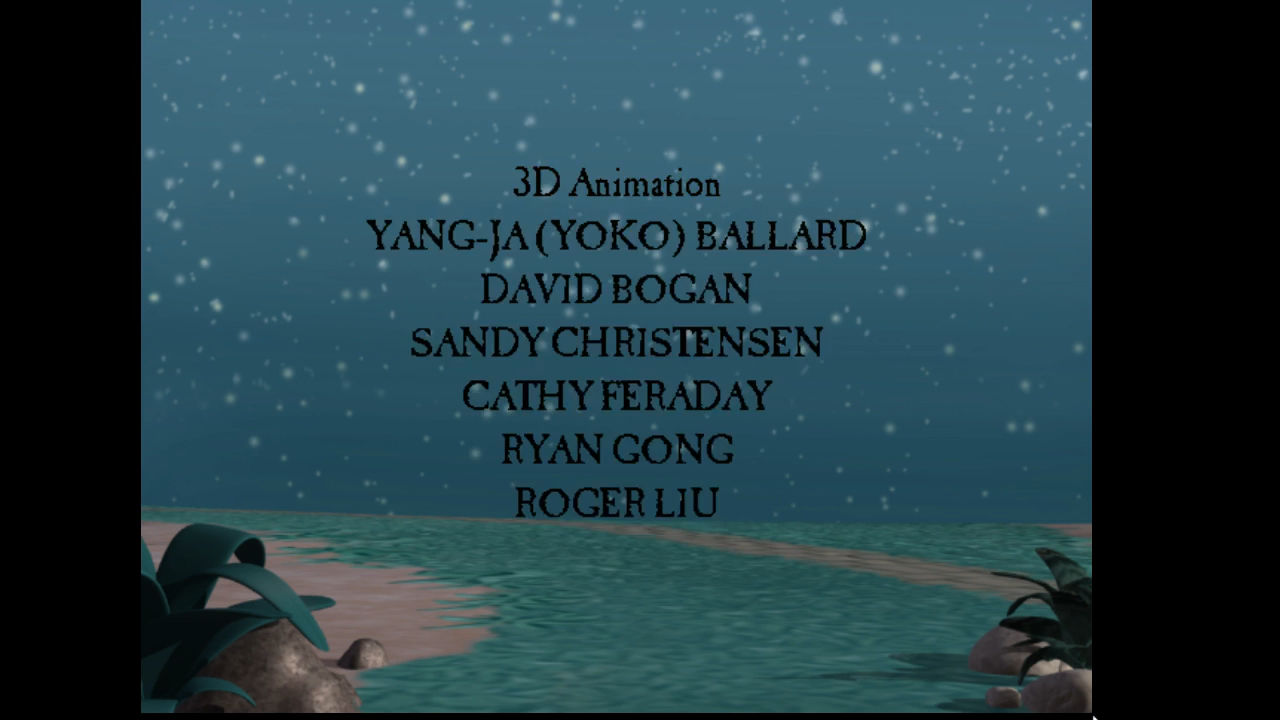 3D Animation
YANG-JA (YOKO) BALLARD
DAVID BOGAN
SANDY CHRISTENSEN
CATHY FERADAY
RYAN GONG
ROGER LIU